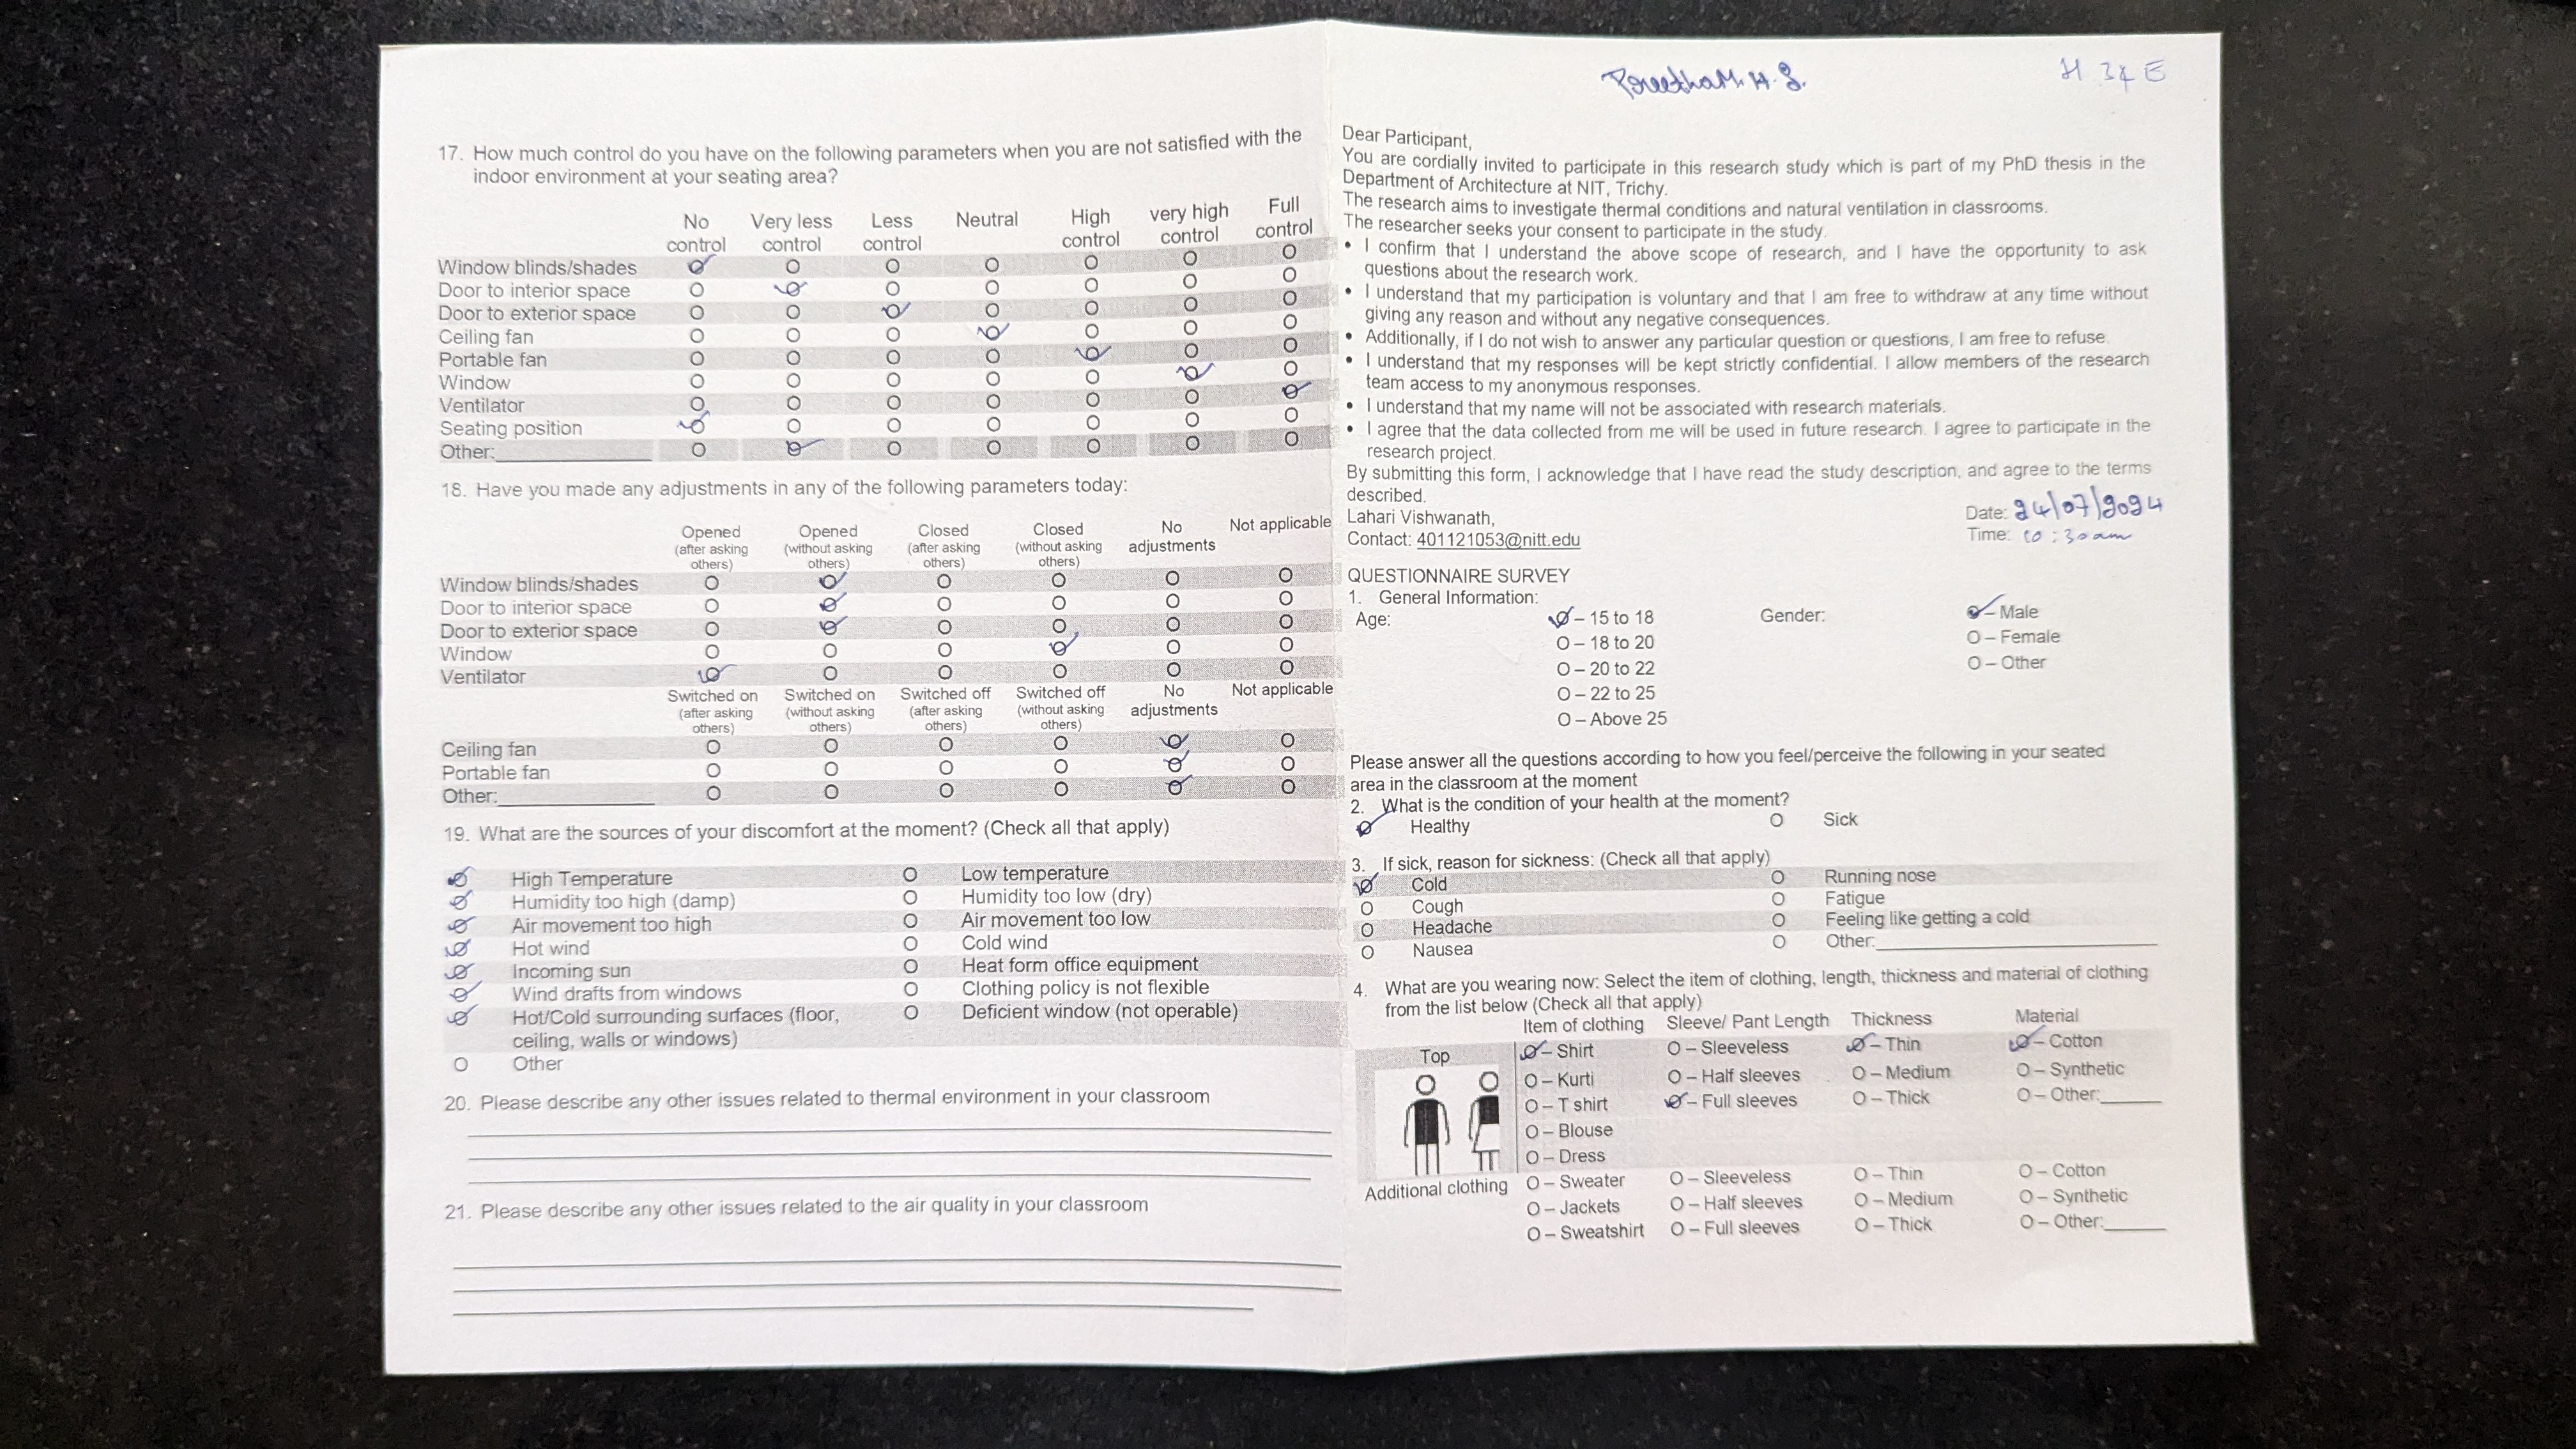 17. How much control do you have on the following parameters when you are not satisfied with the
indoor environment at your seating area?
No control Very less control Less control Neutral High control very high control Full control
Window blinds/shades O O O O O O O
Door to interior space O O O O O O O
Door to exterior space O O O O O O O
Ceiling fan O O O O O O O
Portable fan O O O O O O O
Window O O O O O O O
Ventilator O O O O O O O
Seating position O O O O O O O
Other: O O O O O O O
18. Have you made any adjustments in any of the following parameters today:
Opened (after asking others) Opened (without asking others) Closed (after asking others) Closed (without asking others) No adjustments Not applicable
Window blinds/shades O O O O O O
Door to interior space O O O O O O
Door to exterior space O O O O O O
Window O O O O O O
Ventilator O O O O O O
Switched on (after asking others) Switched on (without asking others) Switched off (after asking others) Switched off (without asking others) No adjustments Not applicable
Ceiling fan O O O O O O
Portable fan O O O O O O
Other: O O O O O O
19. What are the sources of your discomfort at the moment? (Check all that apply)
O High Temperature O Low temperature
O Humidity too high (damp) O Humidity too low (dry)
O Air movement too high O Air movement too low
O Hot wind O Cold wind
O Incoming sun O Heat form office equipment
O Wind drafts from windows O Clothing policy is not flexible
O Hot/Cold surrounding surfaces (floor, O Deficient window (not operable)
ceiling, walls or windows)
O Other
20. Please describe any other issues related to thermal environment in your classroom
21. Please describe any other issues related to the air quality in your classroom
H 34 E
Dear Participant,
You are cordially invited to participate in this research study which is part of my PhD thesis in the
Department of Architecture at NIT, Trichy.
The research aims to investigate thermal conditions and natural ventilation in classrooms.
The researcher seeks your consent to participate in the study.
• I confirm that I understand the above scope of research, and I have the opportunity to ask
questions about the research work.
• I understand that my participation is voluntary and that I am free to withdraw at any time without
giving any reason and without any negative consequences.
• Additionally, if I do not wish to answer any particular question or questions, I am free to refuse.
• I understand that my responses will be kept strictly confidential. I allow members of the research
team access to my anonymous responses.
• I understand that my name will not be associated with research materials.
• I agree that the data collected from me will be used in future research. I agree to participate in the
research project.
By submitting this form, I acknowledge that I have read the study description, and agree to the terms
described.
Lahari Vishwanath, Date: 24/07/2024
Contact: 401121053@nitt.edu Time: 10:30am
QUESTIONNAIRE SURVEY
1. General Information:
Age: O – 15 to 18 Gender: O – Male
O – 18 to 20 O – Female
O – 20 to 22 O – Other
O – 22 to 25
O – Above 25
Please answer all the questions according to how you feel/perceive the following in your seated
area in the classroom at the moment
2. What is the condition of your health at the moment?
O Healthy O Sick
3. If sick, reason for sickness: (Check all that apply)
O Cold O Running nose
O Cough O Fatigue
O Headache O Feeling like getting a cold
O Nausea O Other:
4. What are you wearing now: Select the item of clothing, length, thickness and material of clothing
from the list below (Check all that apply)
Item of clothing Sleeve/ Pant Length Thickness Material
Top O – Shirt O – Sleeveless O – Thin O – Cotton
O – Kurti O – Half sleeves O – Medium O – Synthetic
O – T shirt O – Full sleeves O – Thick O – Other:
O – Blouse
O – Dress
Additional clothing O – Sweater O – Sleeveless O – Thin O – Cotton
O – Jackets O – Half sleeves O – Medium O – Synthetic
O – Sweatshirt O – Full sleeves O – Thick O – Other: